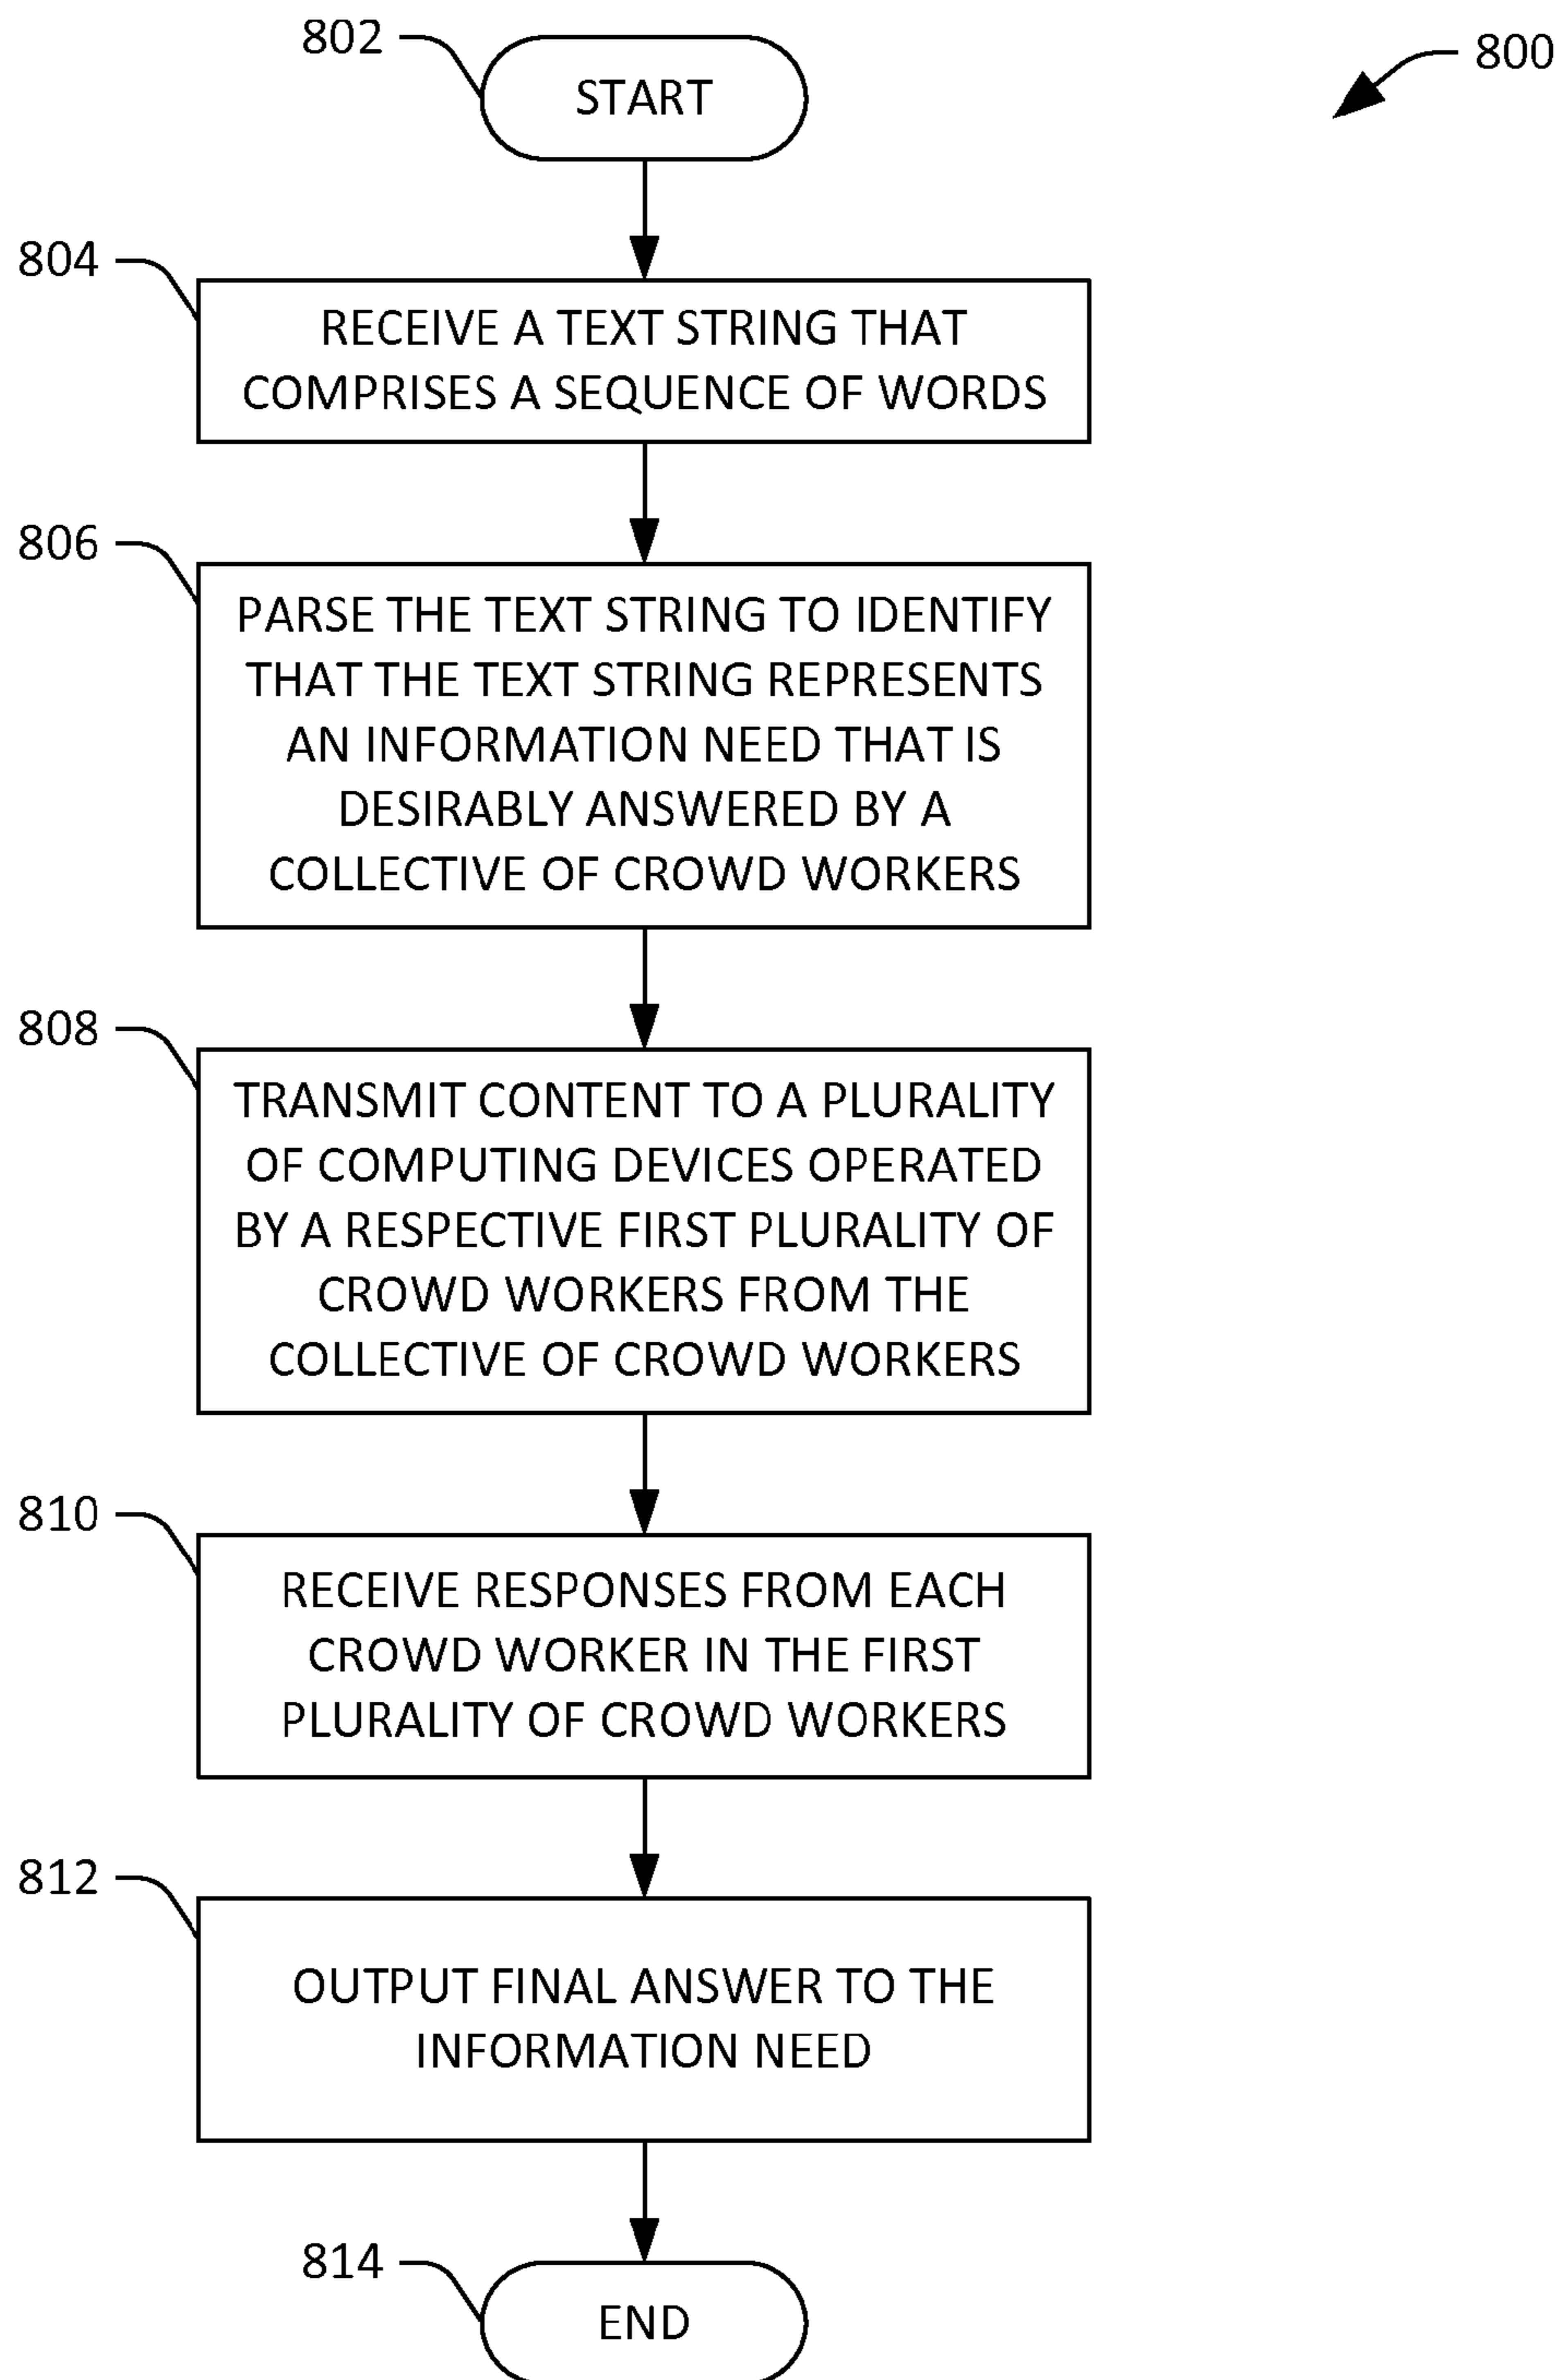 802
START
800
804
RECEIVE A TEXT STRING THAT
COMPRISES A SEQUENCE OF WORDS
806
PARSE THE TEXT STRING TO IDENTIFY
THAT THE TEXT STRING REPRESENTS
AN INFORMATION NEED THAT IS
DESIRABLY ANSWERED BY A
COLLECTIVE OF CROWD WORKERS
808
TRANSMIT CONTENT TO A PLURALITY
OF COMPUTING DEVICES OPERATED
BY A RESPECTIVE FIRST PLURALITY OF
CROWD WORKERS FROM THE
COLLECTIVE OF CROWD WORKERS
810
RECEIVE RESPONSES FROM EACH
CROWD WORKER IN THE FIRST
PLURALITY OF CROWD WORKERS
812
OUTPUT FINAL ANSWER TO THE
INFORMATION NEED
814
END